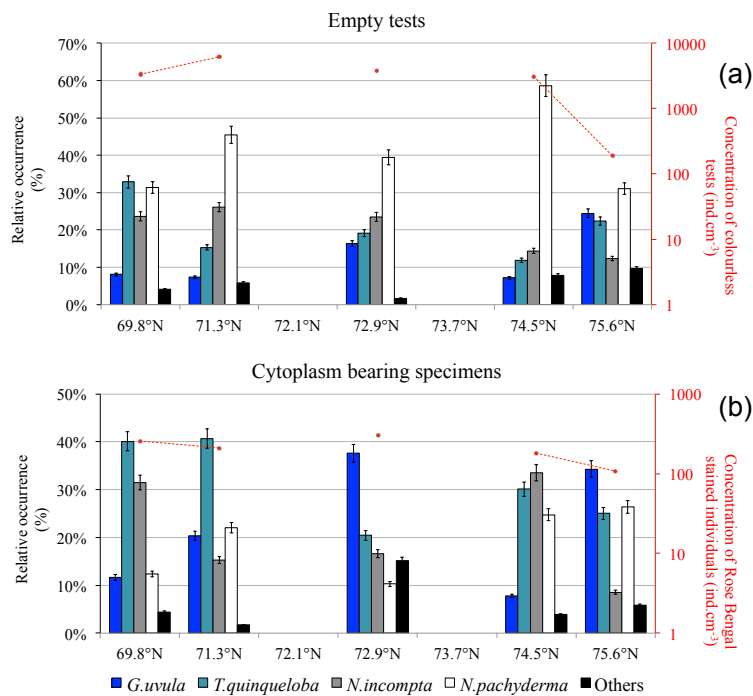 Empty tests
(a)
70%
60%
50%
40%
30%
20%
10%
0%
Relative occurrence
(%)
10000
1000
100
10
1
Concentration of colourless
tests (ind.cm-3)
69.8°N 71.3°N 72.1°N 72.9°N 73.7°N 74.5°N 75.6°N
Cytoplasm bearing specimens
(b)
50%
40%
30%
20%
10%
0%
Relative occurrence
(%)
1000
100
10
1
Concentration of Rose Bengal
stained individuals (ind.cm-3)
69.8°N 71.3°N 72.1°N 72.9°N 73.7°N 74.5°N 75.6°N
G.uvula T.quinqueloba N.incompta N.pachyderma Others